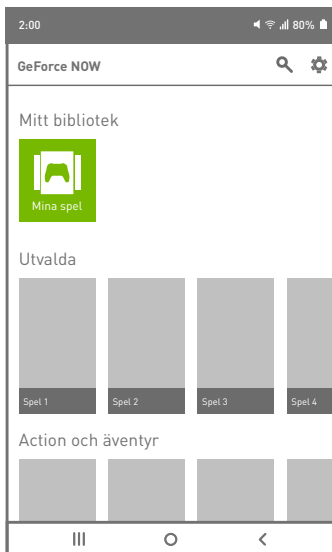 2:00 80%
GeForce NOW
Mitt bibliotek
Mina spel
Utvalda
Spel 1 Spel 2 Spel 3 Spel 4
Action och äventyr